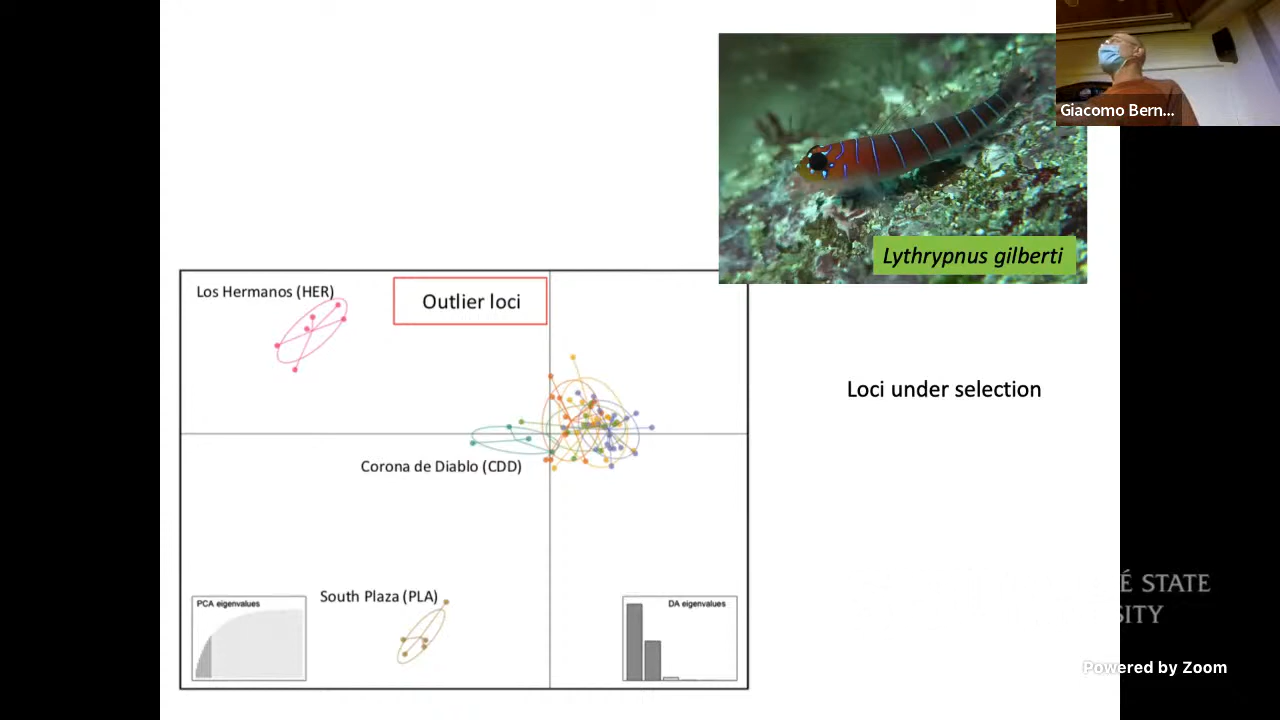 Giacomo Bern...
Lythrypnus gilberti
Los Hermanos (HER)
Outlier loci
Loci under selection
Corona de Diablo (CDD)
South Plaza (PLA)
PCA eigenvalues
DA eigenvalues
É STATE
SITY
Powered by Zoom